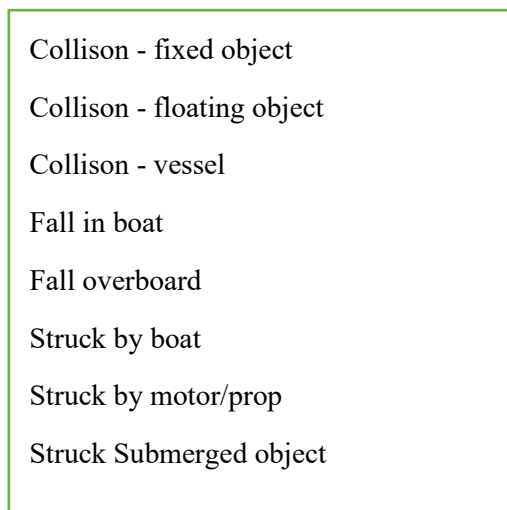 Collison - fixed object
Collison - floating object
Collison - vessel
Fall in boat
Fall overboard
Struck by boat
Struck by motor/prop
Struck Submerged object